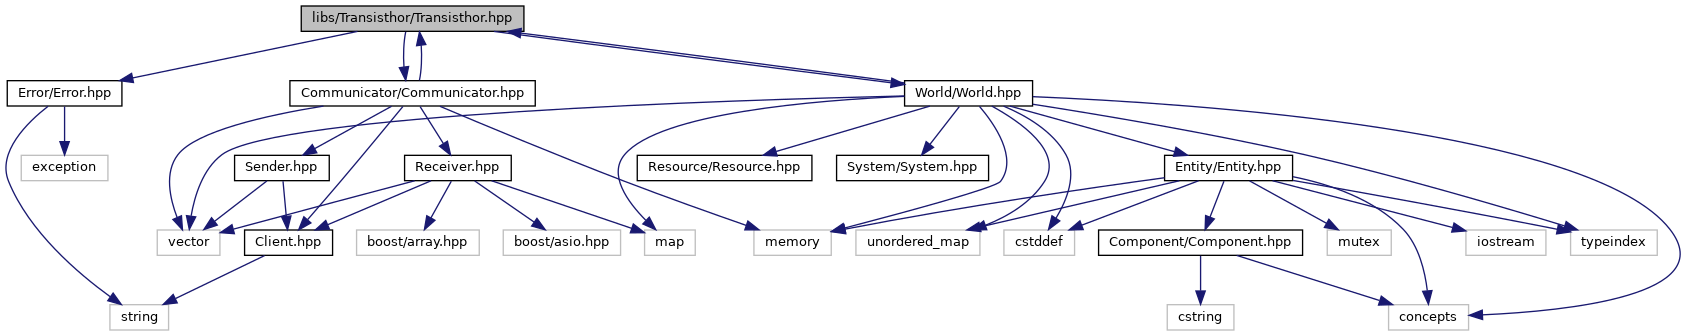 libs/Transisthor/Transisthor.hpp
Error/Error.hpp
Communicator/Communicator.hpp
World/World.hpp
exception
Sender.hpp
Receiver.hpp
Resource/Resource.hpp
System/System.hpp
Entity/Entity.hpp
vector
Client.hpp
boost/array.hpp
boost/asio.hpp
map
memory
unordered_map
cstddef
Component/Component.hpp
mutex
iostream
typeindex
string
cstring
concepts